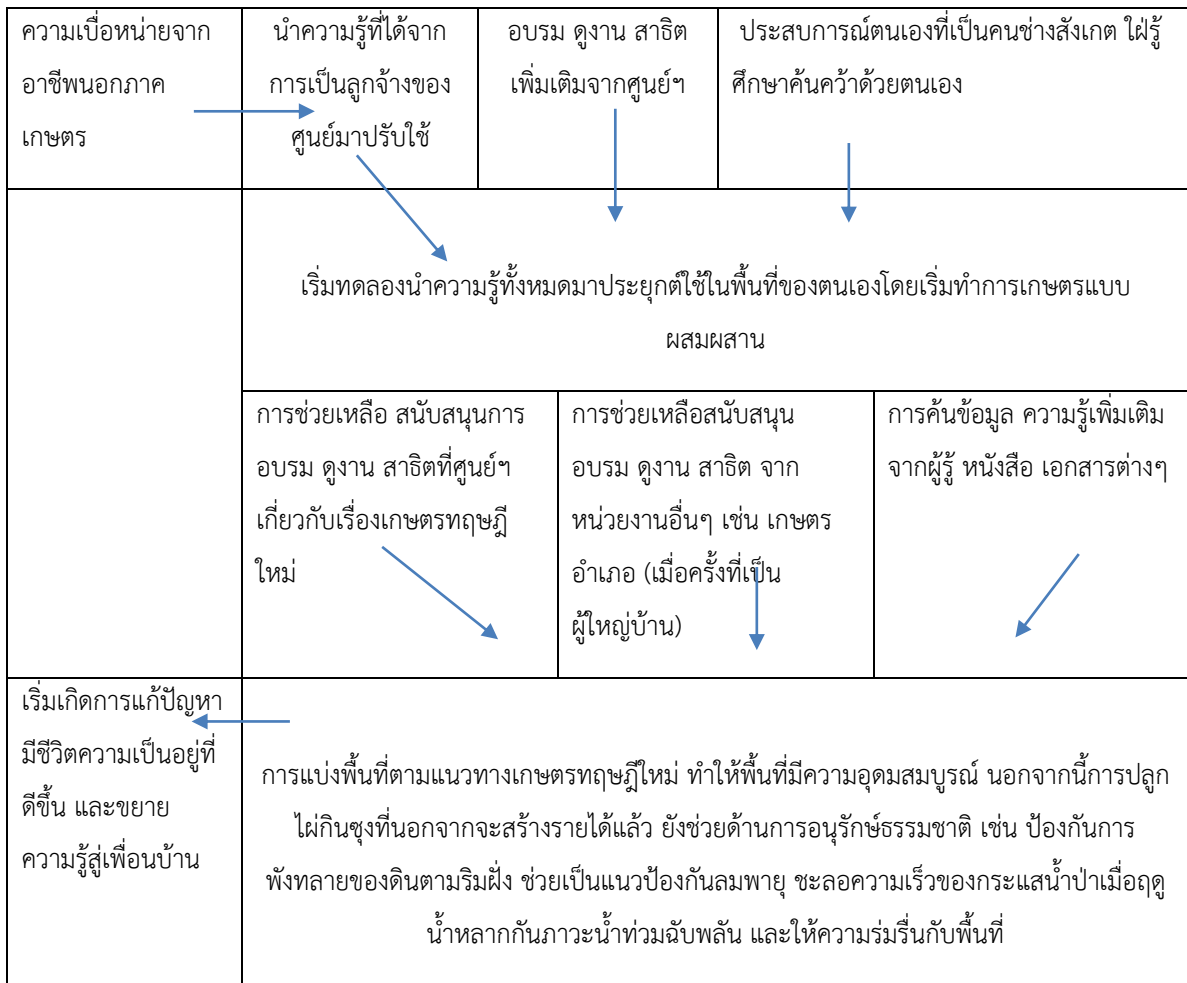 ความเบื่อหน่ายจาก
อาชีพนอกภาค
เกษตร
นำความรู้ที่ได้จาก
การเป็นลูกจ้างของ
ศูนย์มาปรับใช้
อบรม ดูงาน สาธิต
เพิ่มเติมจากศูนย์ฯ
ประสบการณ์ตนเองที่เป็นคนช่างสังเกต ใฝ่รู้
ศึกษาค้นคว้าด้วยตนเอง
เริ่มทดลองนำความรู้ทั้งหมดมาประยุกต์ใช้ในพื้นที่ของตนเองโดยเริ่มทำการเกษตรแบบ
ผสมผสาน
การช่วยเหลือ สนับสนุนการ
อบรม ดูงาน สาธิตที่ศูนย์ฯ
เกี่ยวกับเรื่องเกษตรทฤษฎี
ใหม่
การช่วยเหลือสนับสนุน
อบรม ดูงาน สาธิต จาก
หน่วยงานอื่นๆ เช่น เกษตร
อำเภอ (เมื่อครั้งที่เป็น
ผู้ใหญ่บ้าน)
การค้นข้อมูล ความรู้เพิ่มเติม
จากผู้รู้ หนังสือ เอกสารต่างๆ
เริ่มเกิดการแก้ปัญหา
มีชีวิตความเป็นอยู่ที่
ดีขึ้น และขยาย
ความรู้สู่เพื่อนบ้าน
การแบ่งพื้นที่ตามแนวทางเกษตรทฤษฎีใหม่ ทำให้พื้นที่มีความอุดมสมบูรณ์ นอกจากนี้การปลูก
ไผ่กินซุงที่นอกจากจะสร้างรายได้แล้ว ยังช่วยด้านการอนุรักษ์ธรรมชาติ เช่น ป้องกันการ
พังทลายของดินตามริมฝั่ง ช่วยเป็นแนวป้องกันลมพายุ ชะลอความเร็วของกระแสน้ำป่าเมื่อฤดู
น้ำหลากกันภาวะน้ำท่วมฉับพลัน และให้ความร่มรื่นกับพื้นที่